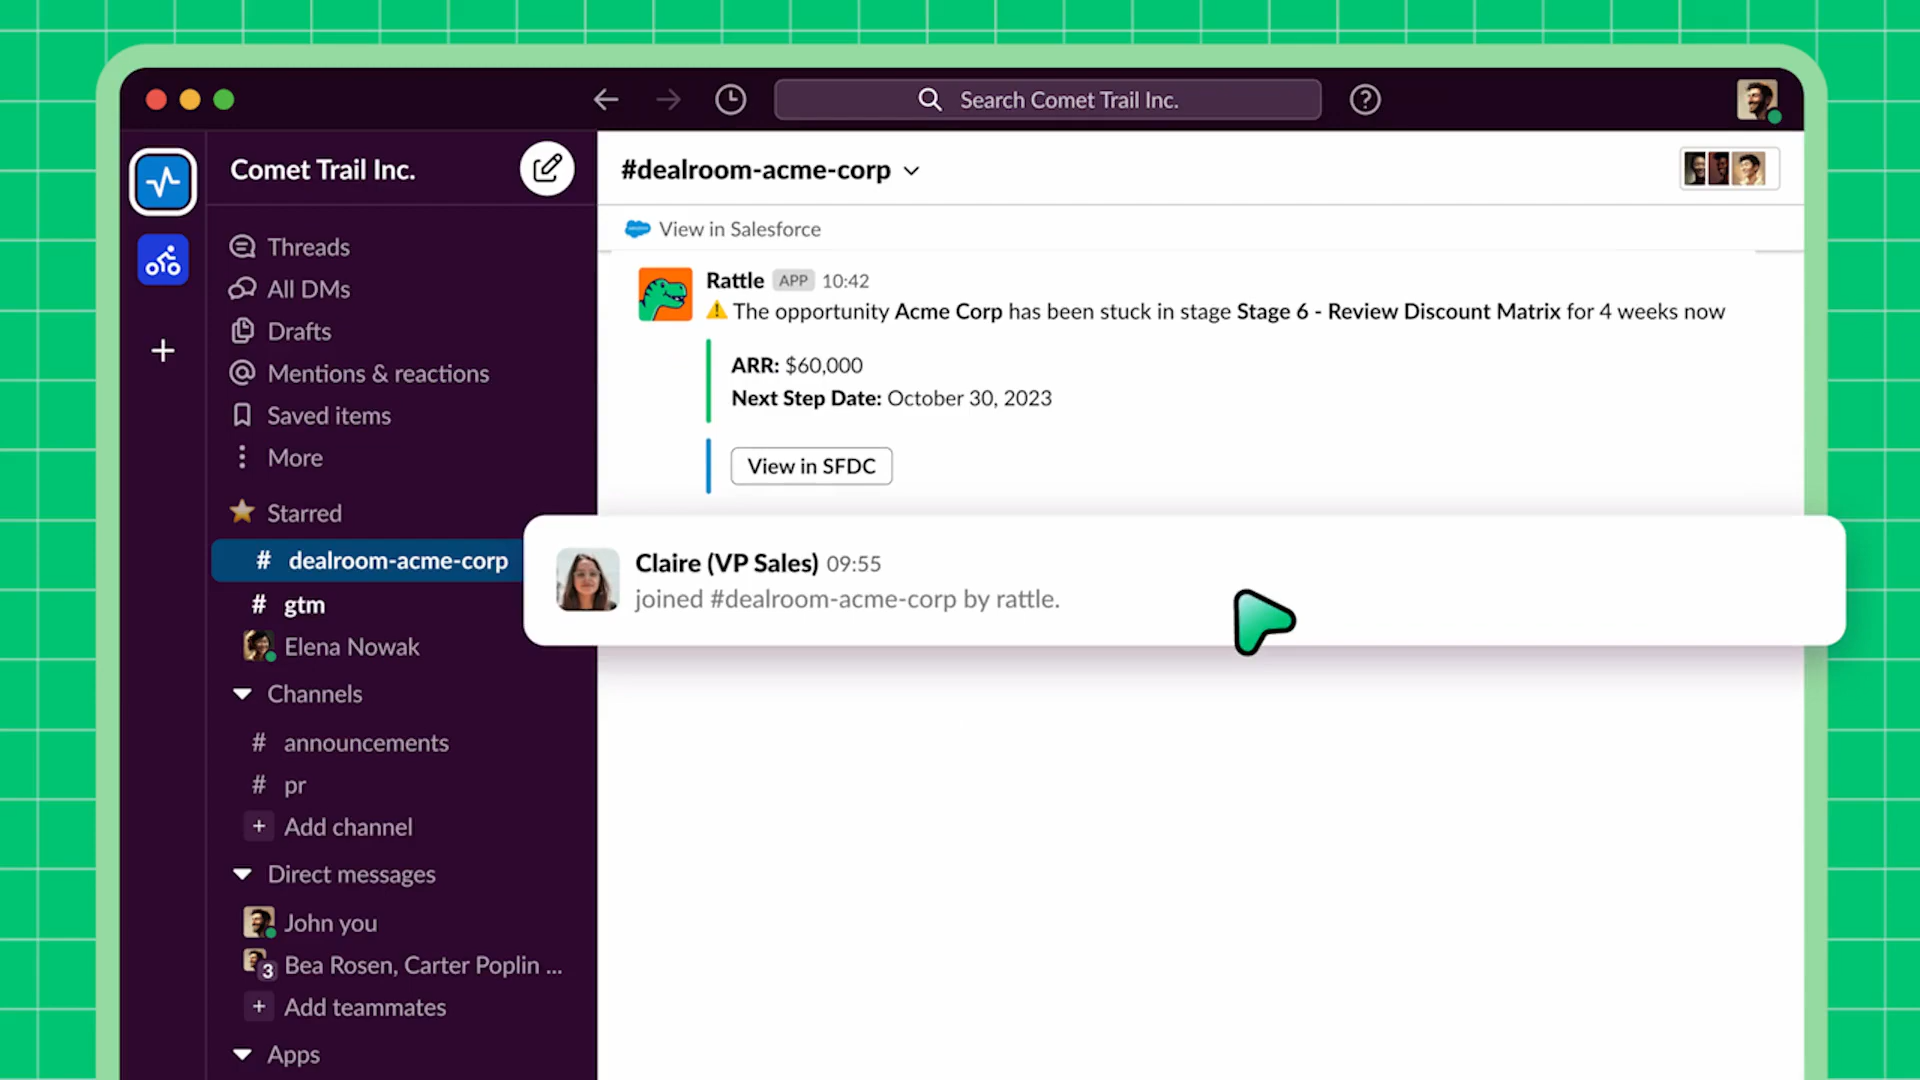 Search Comet Trail Inc.
Comet Trail Inc.
#dealroom-acme-corp
View in Salesforce
Threads
All DMs
Drafts
Mentions & reactions
Saved items
More
Starred
# dealroom-acme-corp
# gtm
Elena Nowak
Channels
# announcements
# pr
+ Add channel
Direct messages
John you
3 Bea Rosen, Carter Poplin ...
+ Add teammates
Apps
Rattle APP 10:42
⚠️ The opportunity Acme Corp has been stuck in stage Stage 6 - Review Discount Matrix for 4 weeks now
ARR: $60,000
Next Step Date: October 30, 2023
View in SFDC
Claire (VP Sales) 09:55
joined #dealroom-acme-corp by rattle.